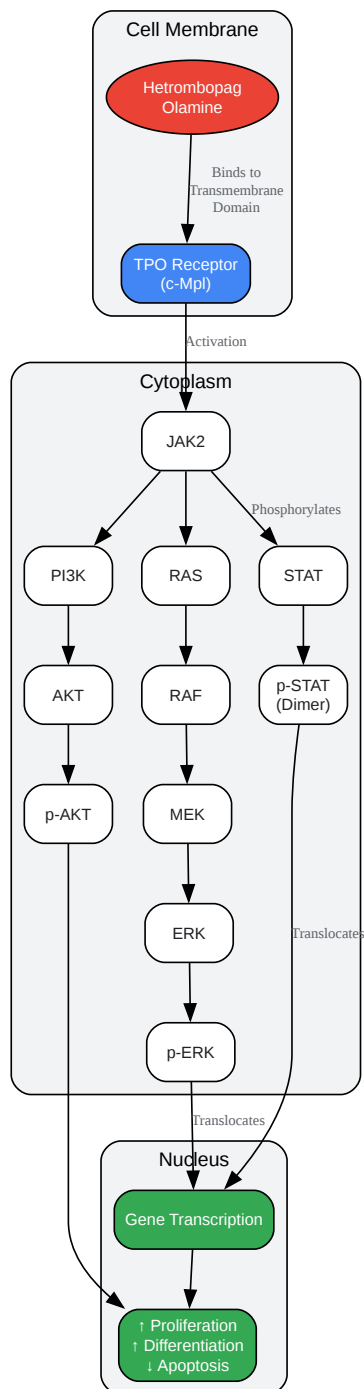 Cell Membrane
Hetrombopag
Olamine
Binds to
Transmembrane
Domain
TPO Receptor
(c-Mpl)
Activation
Cytoplasm
JAK2
Phosphorylates
PI3K
RAS
STAT
AKT
RAF
p-STAT
(Dimer)
p-AKT
MEK
ERK
Translocates
p-ERK
Translocates
Nucleus
Gene Transcription
↑ Proliferation
↑ Differentiation
↓ Apoptosis